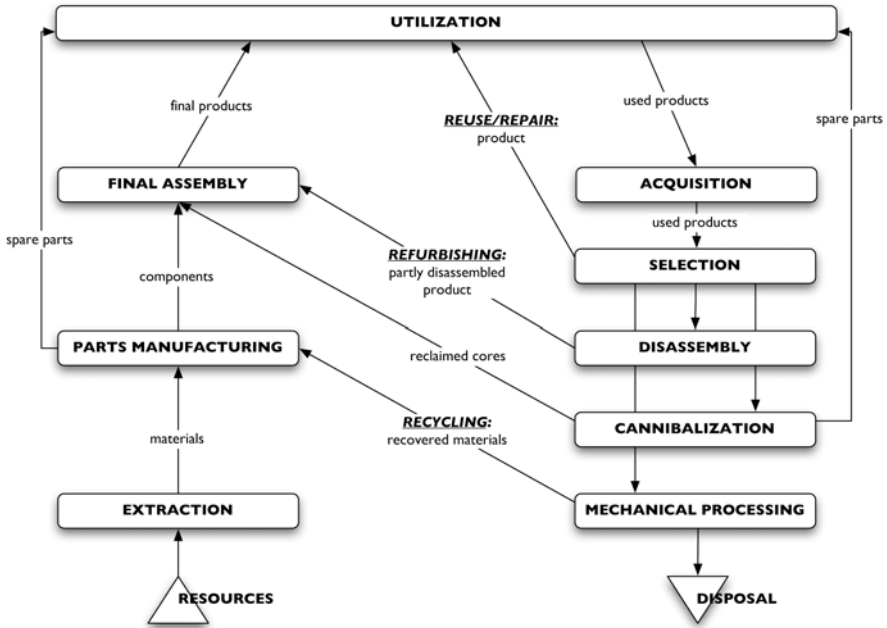 UTILIZATION
final products
used products
REUSE/REPAIR:
product
spare parts
FINAL ASSEMBLY
ACQUISITION
used products
spare parts
REFURBISHING:
partly disassembled
product
SELECTION
components
PARTS MANUFACTURING
reclaimed cores
DISASSEMBLY
RECYCLING:
recovered materials
CANNIBALIZATION
materials
EXTRACTION
MECHANICAL PROCESSING
RESOURCES
DISPOSAL